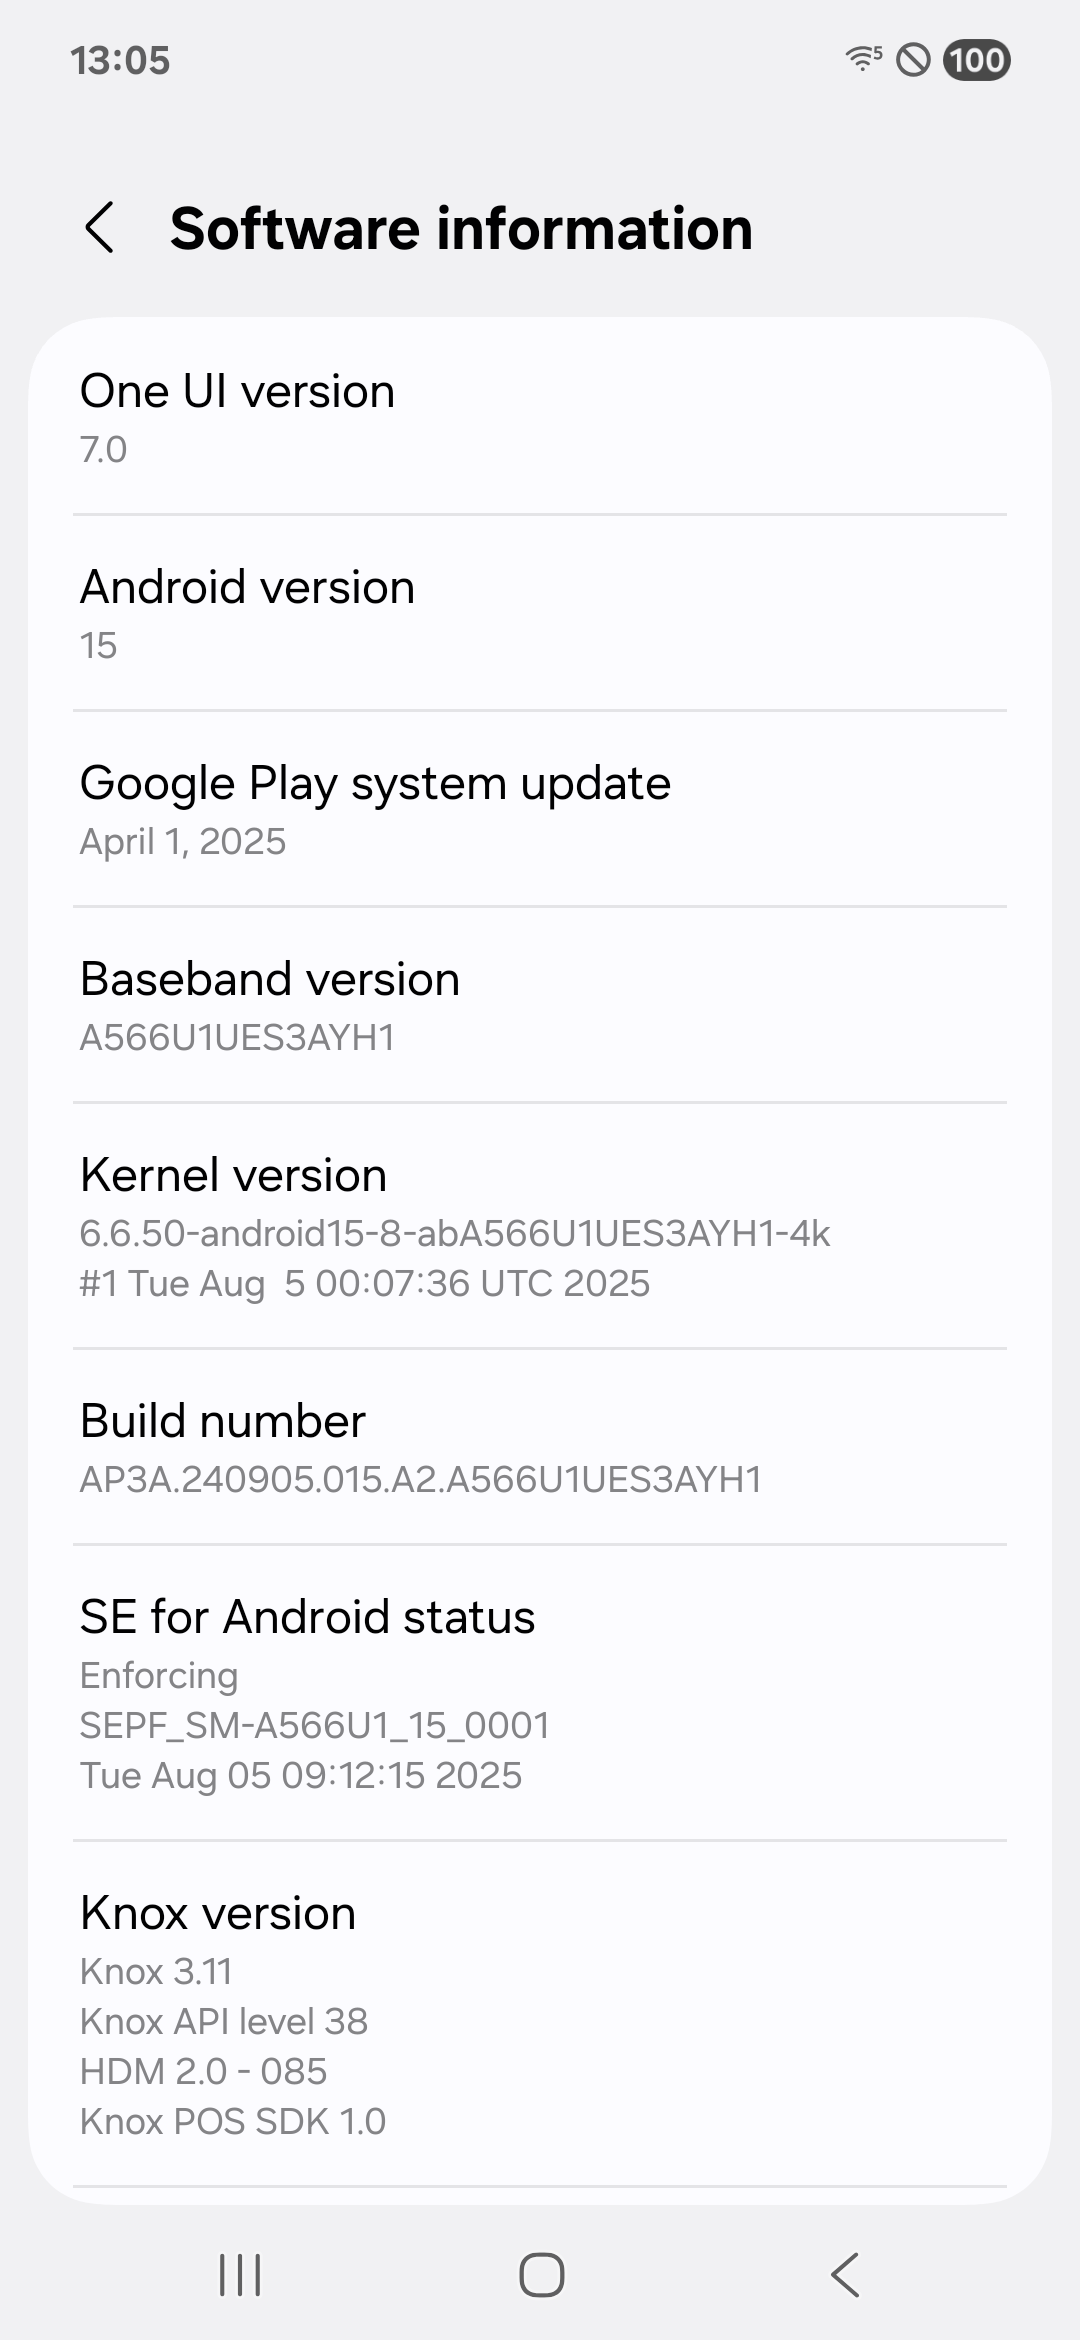 13:05
5
100
Software information
One UI version
7.0
Android version
15
Google Play system update
April 1, 2025
Baseband version
A566U1UES3AYH1
Kernel version
6.6.50-android15-8-abA566U1UES3AYH1-4k
#1 Tue Aug  5 00:07:36 UTC 2025
Build number
AP3A.240905.015.A2.A566U1UES3AYH1
SE for Android status
Enforcing
SEPF_SM-A566U1_15_0001
Tue Aug 05 09:12:15 2025
Knox version
Knox 3.11
Knox API level 38
HDM 2.0 - 085
Knox POS SDK 1.0